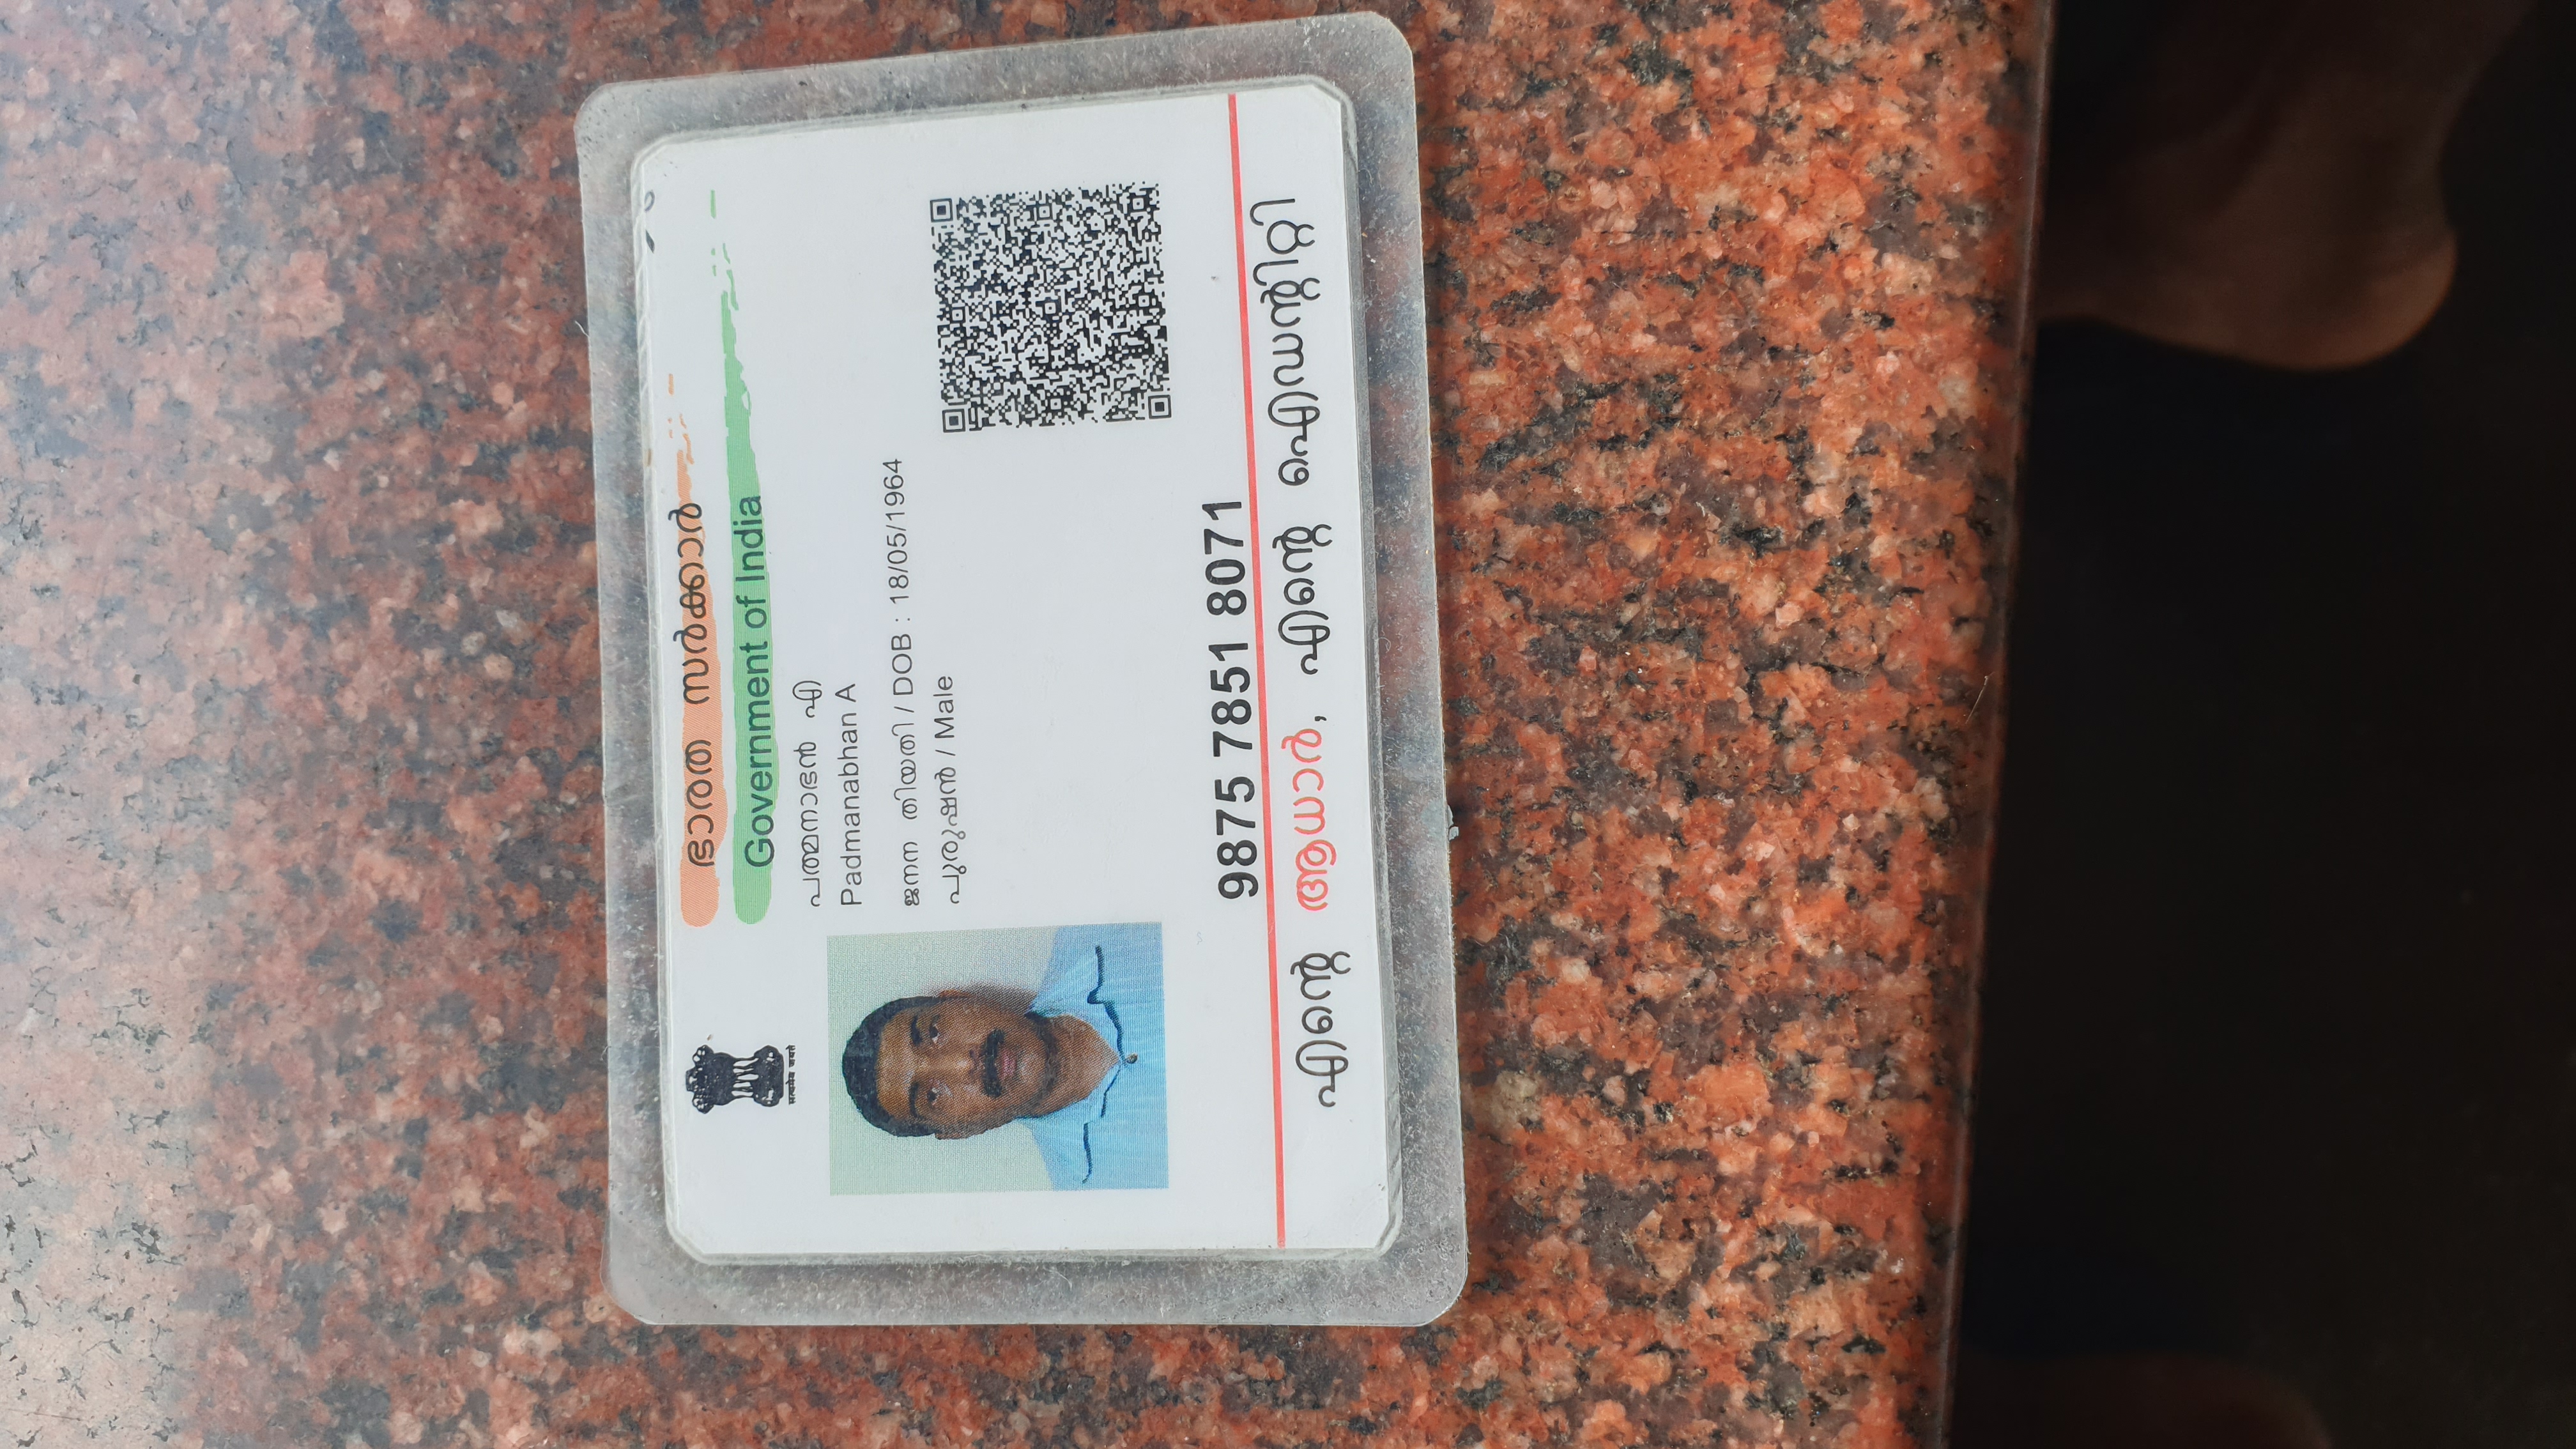 सत्यमेव जयते
ഭാരത സർക്കാർ
Government of India
പത്മനാഭൻ എ
Padmanabhan A
ജനന തിയതി / DOB : 18/05/1964
പുരുഷൻ / Male
9875 7851 8071
എന്റെ ആധാർ, എന്റെ ഐഡന്റിറ്റി